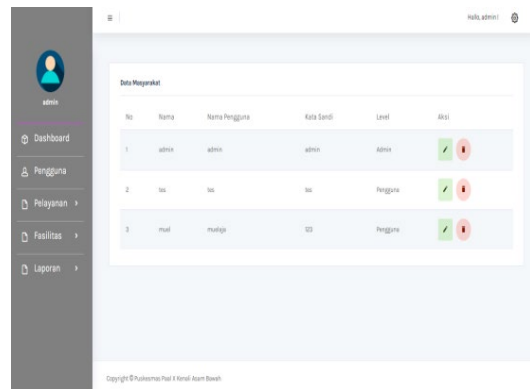 Hallo, admin !
admin
Dashboard
Pengguna
Pelayanan
Fasilitas
Laporan
Data Masyarakat
No Nama Nama Pengguna Kata Sandi Level Aksi
1 admin admin admin Admin
2 tes tes tes Pengguna
3 muel muelaja 123 Pengguna
Copyright © Puskesmas Paal X Kenali Asam Bawah